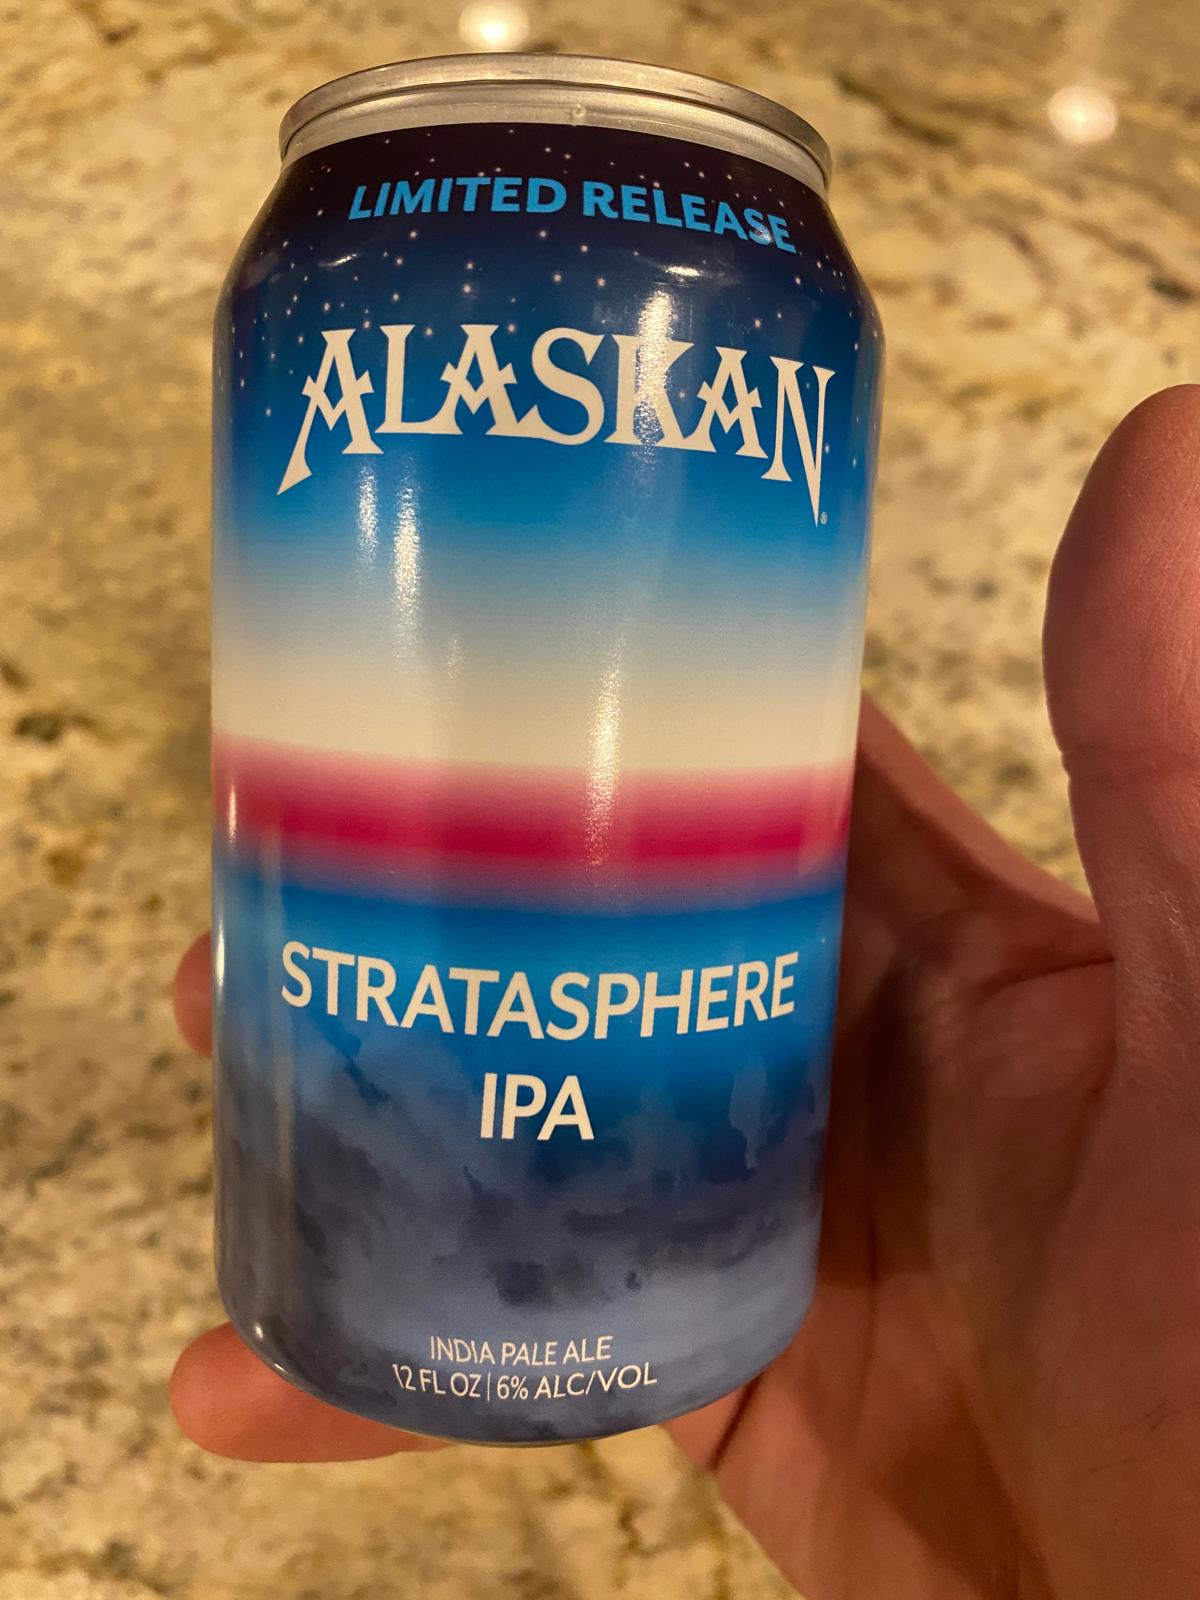 LIMITED RELEASE
ALASKAN®
STRATASPHERE
IPA
INDIA PALE ALE
12 FL OZ | 6% ALC/VOL